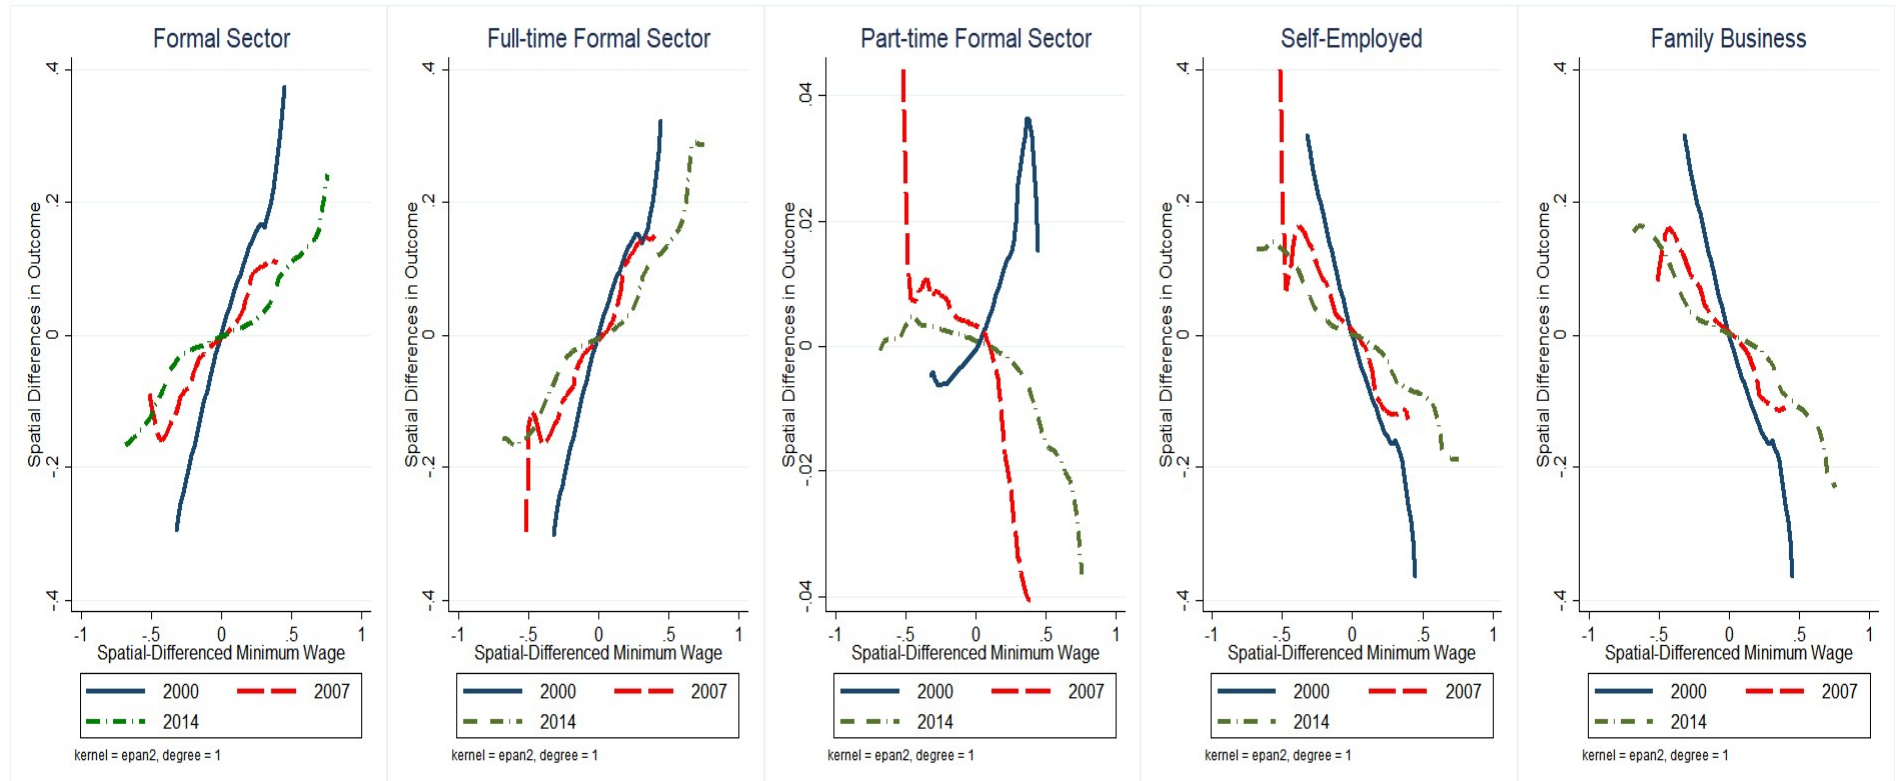 Formal Sector
Spatial Differences in Outcome
.4
.2
0
-.2
-.4
-1 -.5 0 .5 1
Spatial-Differenced Minimum Wage
2000 2007
2014
kernel = epan2, degree = 1
Full-time Formal Sector
Spatial Differences in Outcome
.4
.2
0
-.2
-.4
-1 -.5 0 .5 1
Spatial-Differenced Minimum Wage
2000 2007
2014
kernel = epan2, degree = 1
Part-time Formal Sector
Spatial Differences in Outcome
.04
.02
0
-.02
-.04
-1 -.5 0 .5 1
Spatial-Differenced Minimum Wage
2000 2007
2014
kernel = epan2, degree = 1
Self-Employed
Spatial Differences in Outcome
.4
.2
0
-.2
-.4
-1 -.5 0 .5 1
Spatial-Differenced Minimum Wage
2000 2007
2014
kernel = epan2, degree = 1
Family Business
Spatial Differences in Outcome
.4
.2
0
-.2
-.4
-1 -.5 0 .5 1
Spatial-Differenced Minimum Wage
2000 2007
2014
kernel = epan2, degree = 1